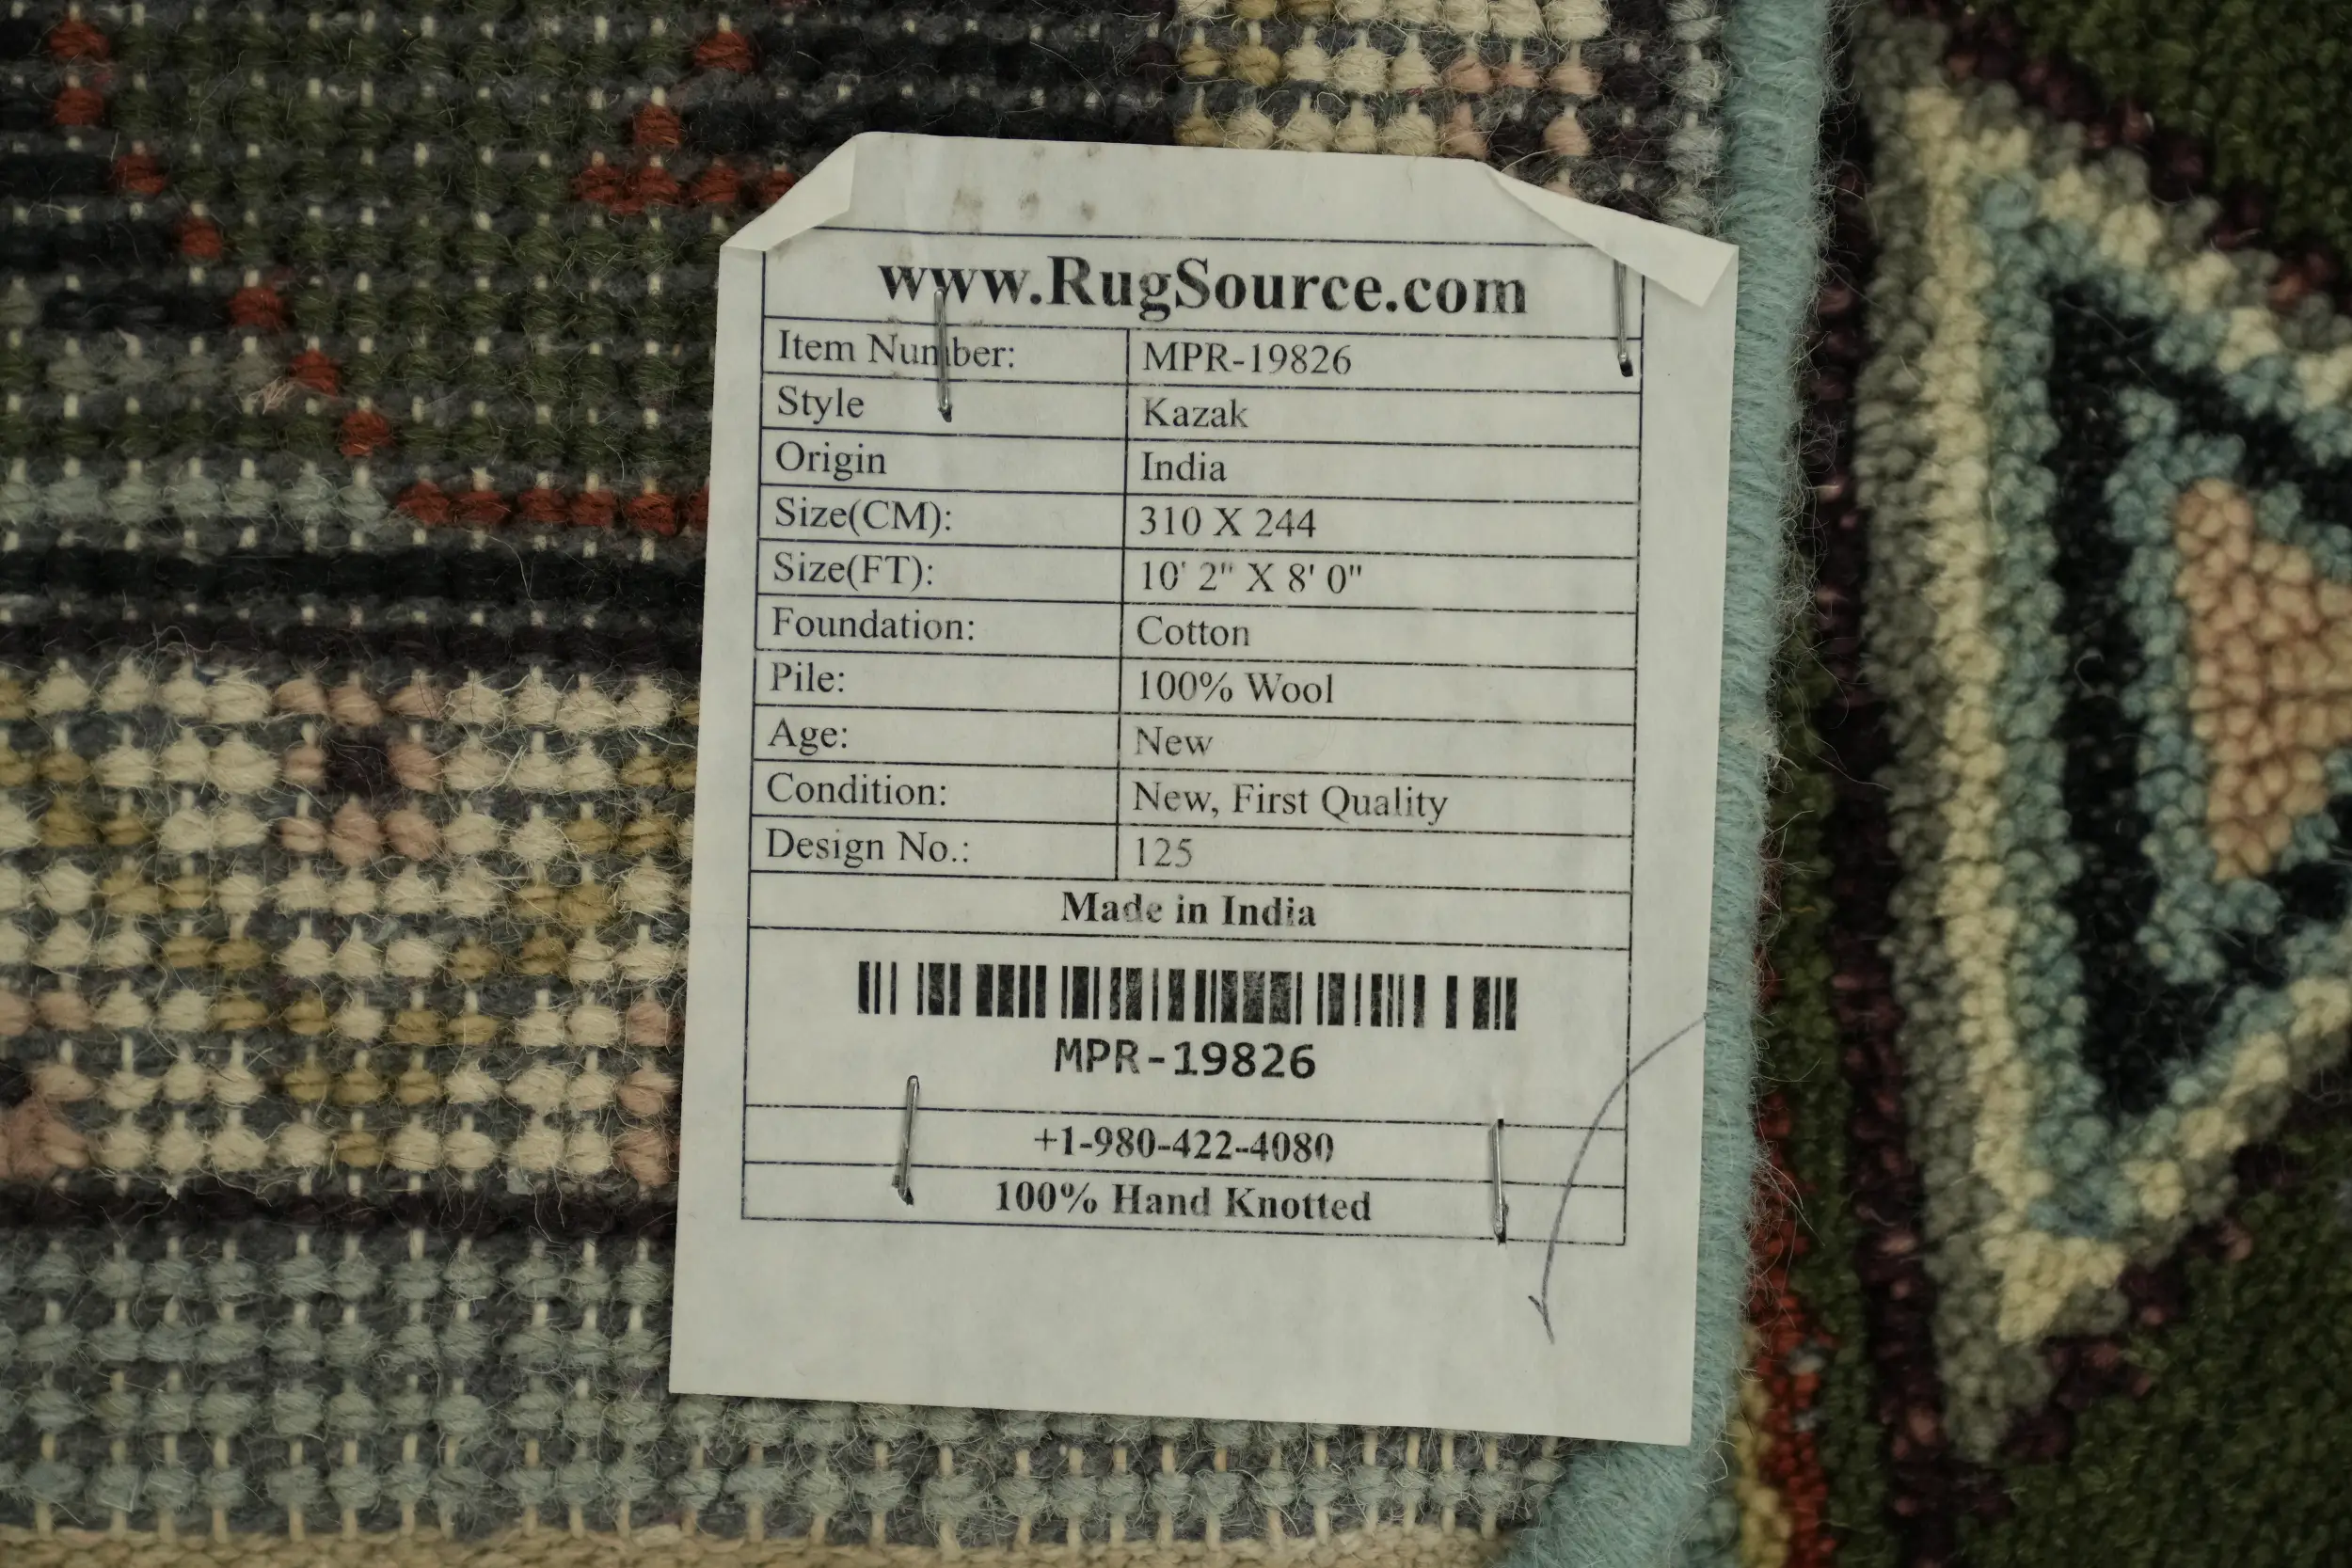 www.RugSource.com
Item Number: MPR-19826
Style Kazak
Origin India
Size(CM): 310 X 244
Size(FT): 10' 2" X 8' 0"
Foundation: Cotton
Pile: 100% Wool
Age: New
Condition: New, First Quality
Design No.: 125
Made in India
MPR-19826
+1-980-422-4080
100% Hand Knotted